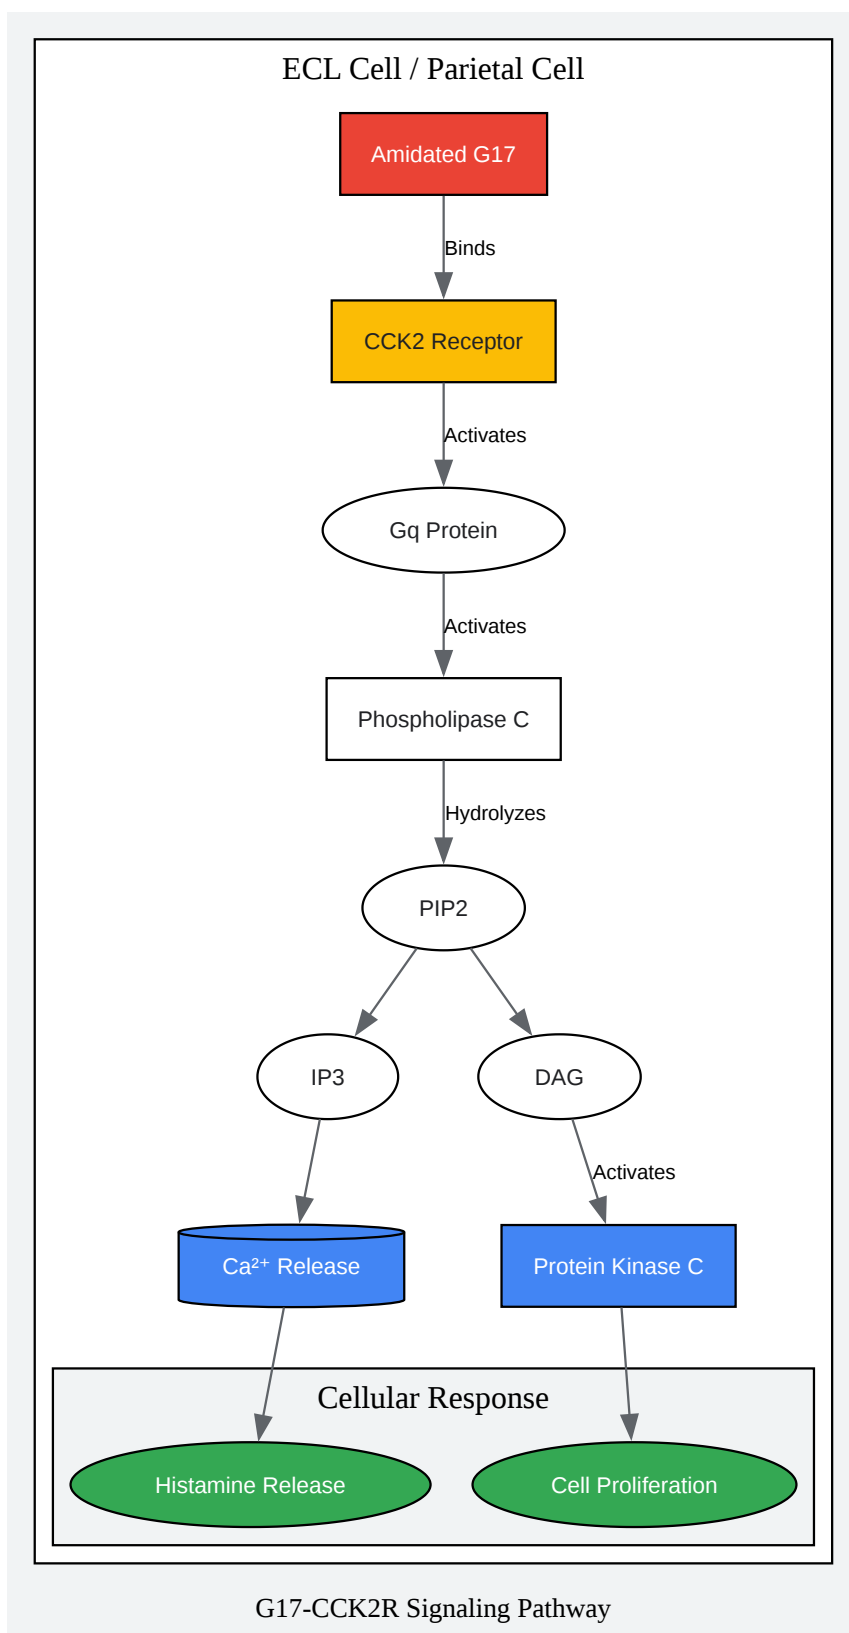 ECL Cell / Parietal Cell
Amidated G17
Binds
CCK2 Receptor
Activates
Gq Protein
Activates
Phospholipase C
Hydrolyzes
PIP2
IP3
DAG
Activates
Ca²⁺ Release
Protein Kinase C
Cellular Response
Histamine Release
Cell Proliferation
G17-CCK2R Signaling Pathway